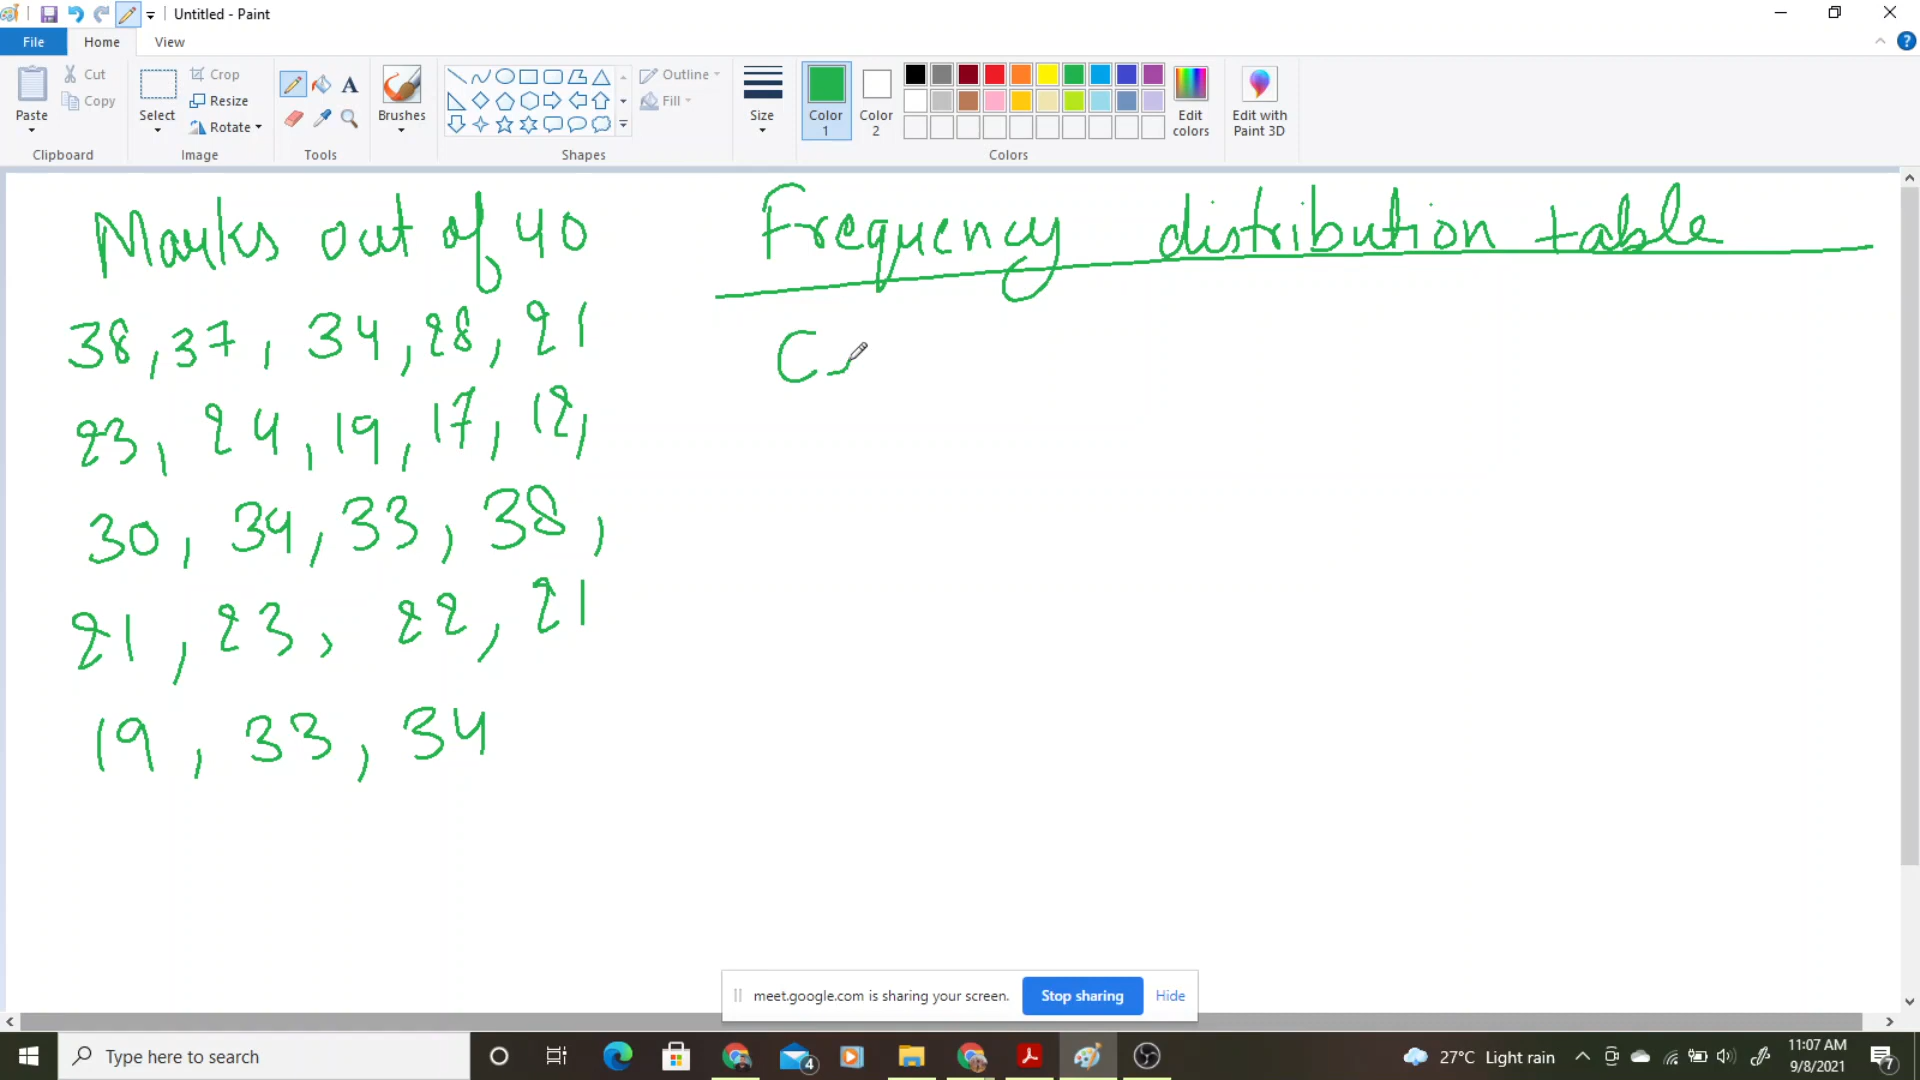 Untitled - Paint
File Home View
Paste Cut Copy Clipboard
Select Crop Resize Rotate Image
Tools
Brushes
Outline Fill Shapes
Size
Color 1 Color 2 Edit colors Colors
Edit with Paint 3D
Marks out of 40
38, 37, 34, 28, 21
23, 24, 19, 17, 12,
30, 34, 33, 38,
21, 23, 22, 21
19, 33, 34
Frequency distribution table
C
meet.google.com is sharing your screen. Stop sharing Hide
Type here to search
4
27°C Light rain
11:07 AM
9/8/2021
7